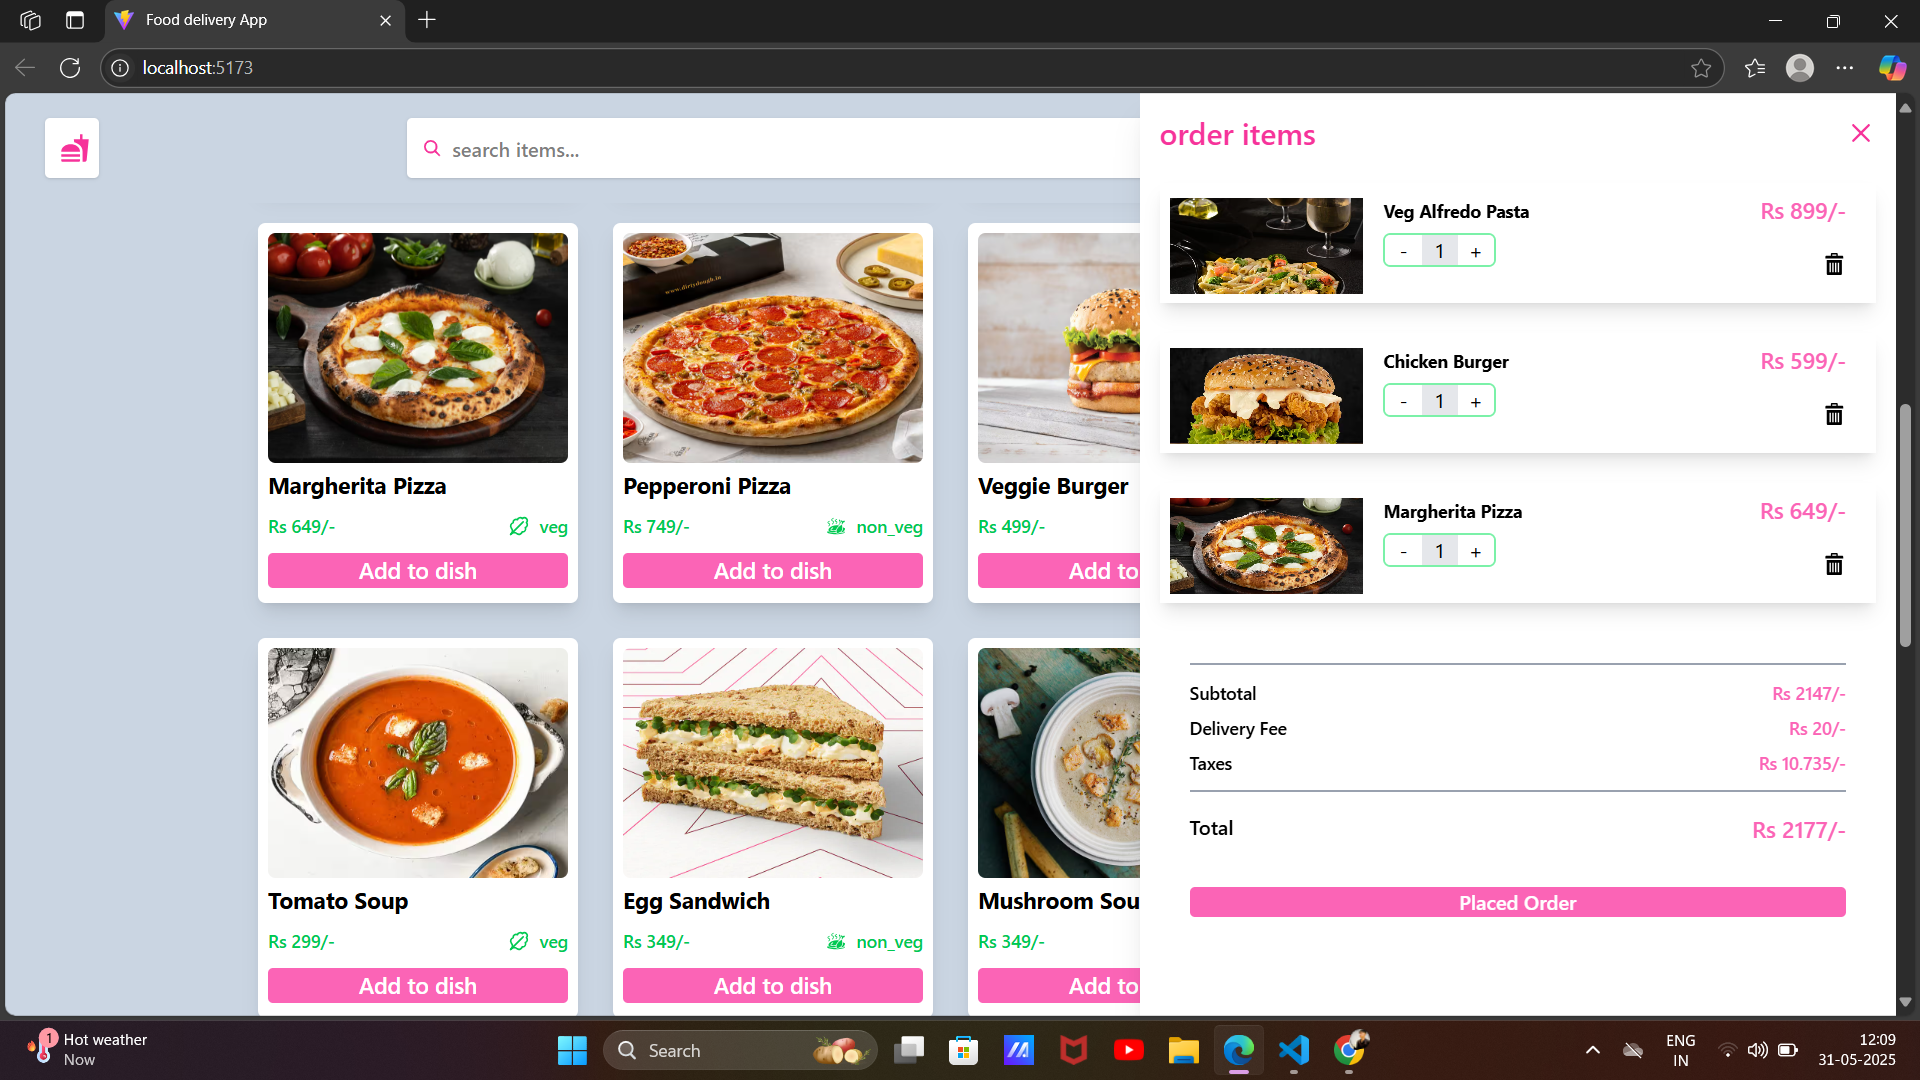 Food delivery App
localhost:5173
search items...
Margherita Pizza
Rs 649/-
veg
Add to dish
www.dirtydough.in
Pepperoni Pizza
Rs 749/-
non_veg
Add to dish
Veggie Burger
Rs 499/-
Add to
Tomato Soup
Rs 299/-
veg
Add to dish
Egg Sandwich
Rs 349/-
non_veg
Add to dish
Mushroom Sou
Rs 349/-
Add to
order items
Veg Alfredo Pasta
Rs 899/-
- 1 +
Chicken Burger
Rs 599/-
- 1 +
Margherita Pizza
Rs 649/-
- 1 +
Subtotal
Rs 2147/-
Delivery Fee
Rs 20/-
Taxes
Rs 10.735/-
Total
Rs 2177/-
Placed Order
1
Hot weather
Now
Search
ENG
IN
12:09
31-05-2025